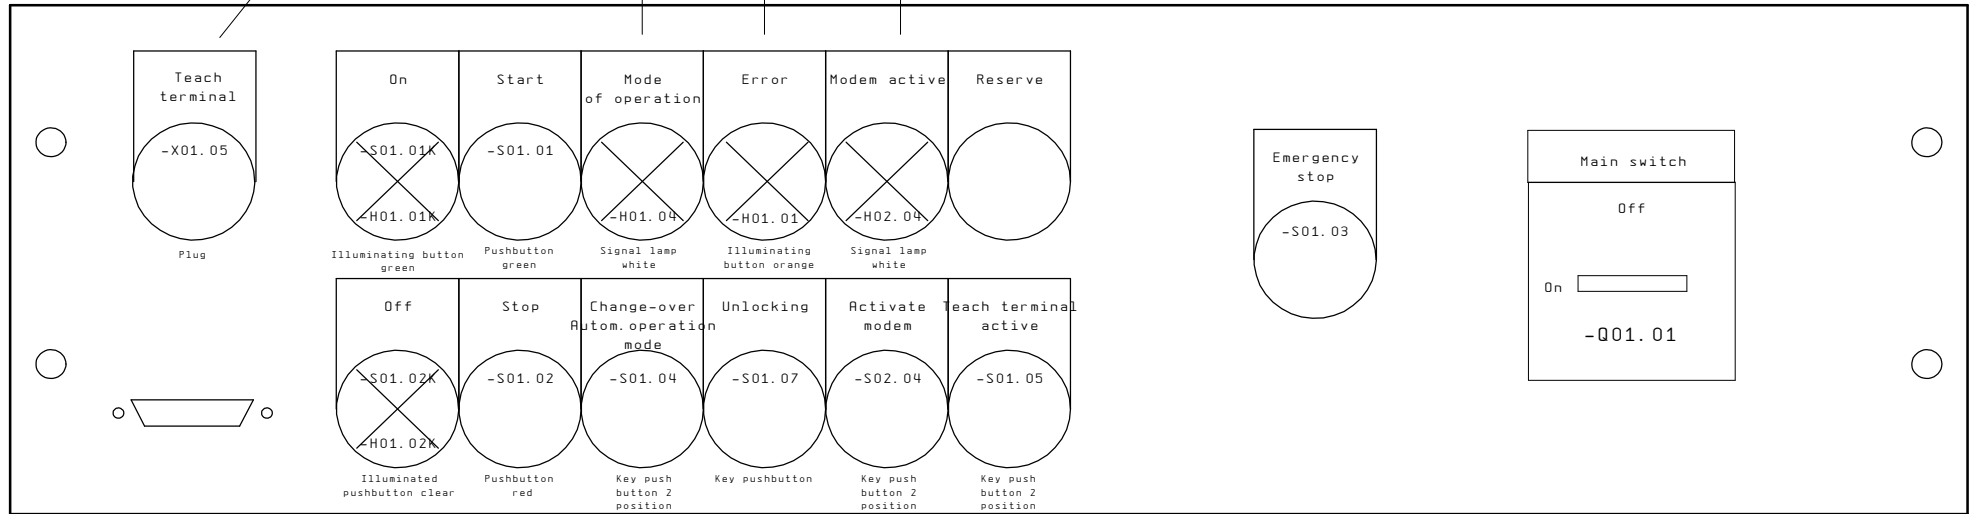 Teach
terminal
-X01.05
Plug
On
-S01.01K
-H01.01K
Illuminating button
green
Start
-S01.01
Pushbutton
green
Mode
of operation
-H01.04
Signal lamp
white
Error
-H01.01
Illuminating
button orange
Modem active
-H02.04
Signal lamp
white
Reserve
Off
-S01.02K
-H01.02K
Illuminated
pushbutton clear
Stop
-S01.02
Pushbutton
red
Change-over
Autom.operation
mode
-S01.04
Key push
button 2
position
Unlocking
-S01.07
Key pushbutton
Activate
modem
-S02.04
Key push
button 2
position
Teach terminal
active
-S01.05
Key push
button 2
position
Emergency
stop
-S01.03
Main switch
Off
On
-Q01.01